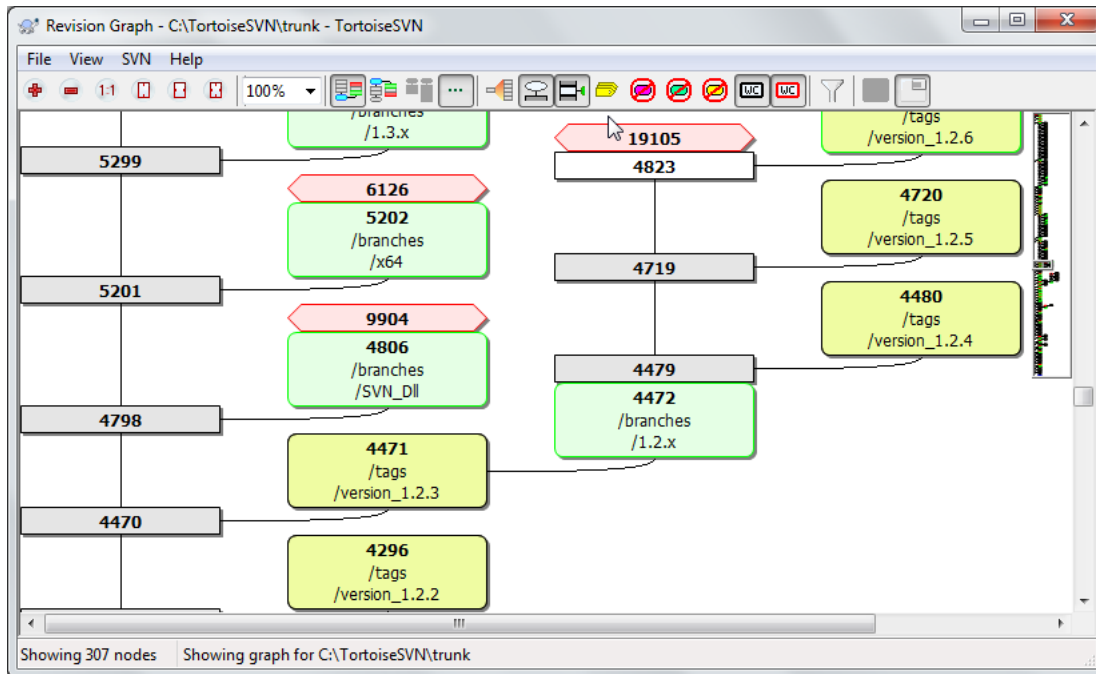 Revision Graph - C:\TortoiseSVN\trunk - TortoiseSVN
File View SVN Help
1:1 100% ... WC WC
/branches
/1.3.x
5299
6126
5202
/branches
/x64
5201
9904
4806
/branches
/SVN_Dll
4798
4471
/tags
/version_1.2.3
4470
4296
/tags
/version_1.2.2
19105
4823
4719
4479
4472
/branches
/1.2.x
/tags
/version_1.2.6
4720
/tags
/version_1.2.5
4480
/tags
/version_1.2.4
Showing 307 nodes Showing graph for C:\TortoiseSVN\trunk